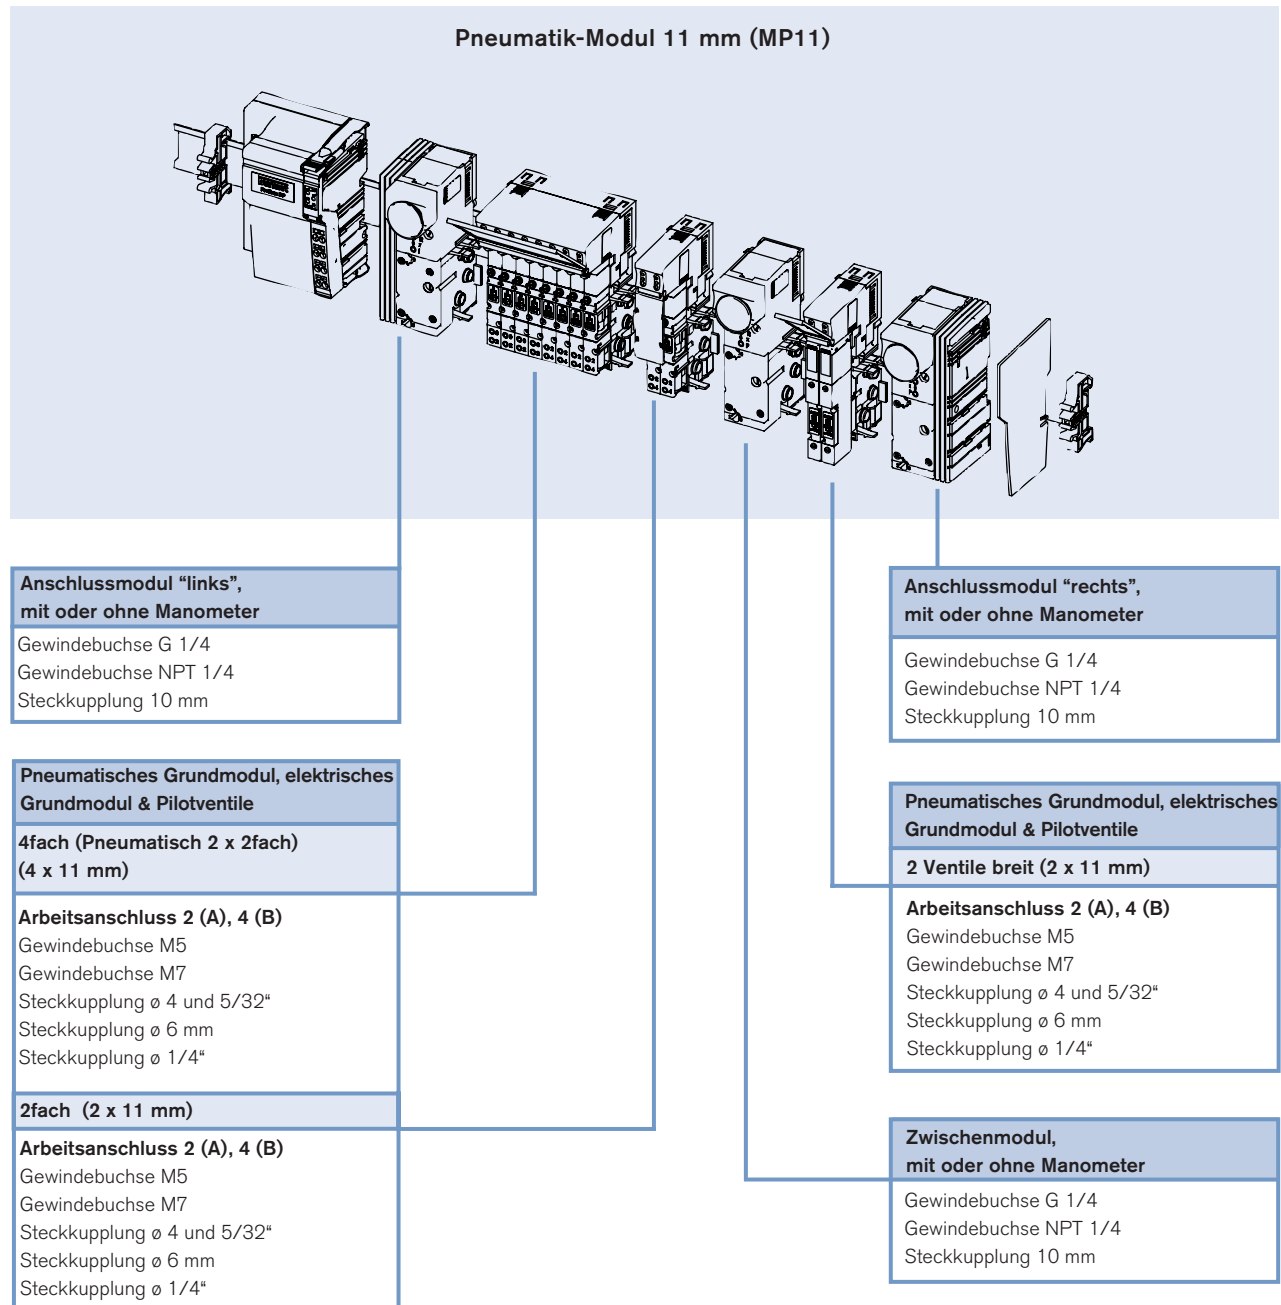 Pneumatik-Modul 11 mm (MP11)
Anschlussmodul “links”,
mit oder ohne Manometer
Gewindebuchse G 1/4
Gewindebuchse NPT 1/4
Steckkupplung 10 mm
Pneumatisches Grundmodul, elektrisches
Grundmodul & Pilotventile
4fach (Pneumatisch 2 x 2fach)
(4 x 11 mm)
Arbeitsanschluss 2 (A), 4 (B)
Gewindebuchse M5
Gewindebuchse M7
Steckkupplung ø 4 und 5/32“
Steckkupplung ø 6 mm
Steckkupplung ø 1/4“
2fach (2 x 11 mm)
Arbeitsanschluss 2 (A), 4 (B)
Gewindebuchse M5
Gewindebuchse M7
Steckkupplung ø 4 und 5/32“
Steckkupplung ø 6 mm
Steckkupplung ø 1/4“
Anschlussmodul “rechts”,
mit oder ohne Manometer
Gewindebuchse G 1/4
Gewindebuchse NPT 1/4
Steckkupplung 10 mm
Pneumatisches Grundmodul, elektrisches
Grundmodul & Pilotventile
2 Ventile breit (2 x 11 mm)
Arbeitsanschluss 2 (A), 4 (B)
Gewindebuchse M5
Gewindebuchse M7
Steckkupplung ø 4 und 5/32“
Steckkupplung ø 6 mm
Steckkupplung ø 1/4“
Zwischenmodul,
mit oder ohne Manometer
Gewindebuchse G 1/4
Gewindebuchse NPT 1/4
Steckkupplung 10 mm